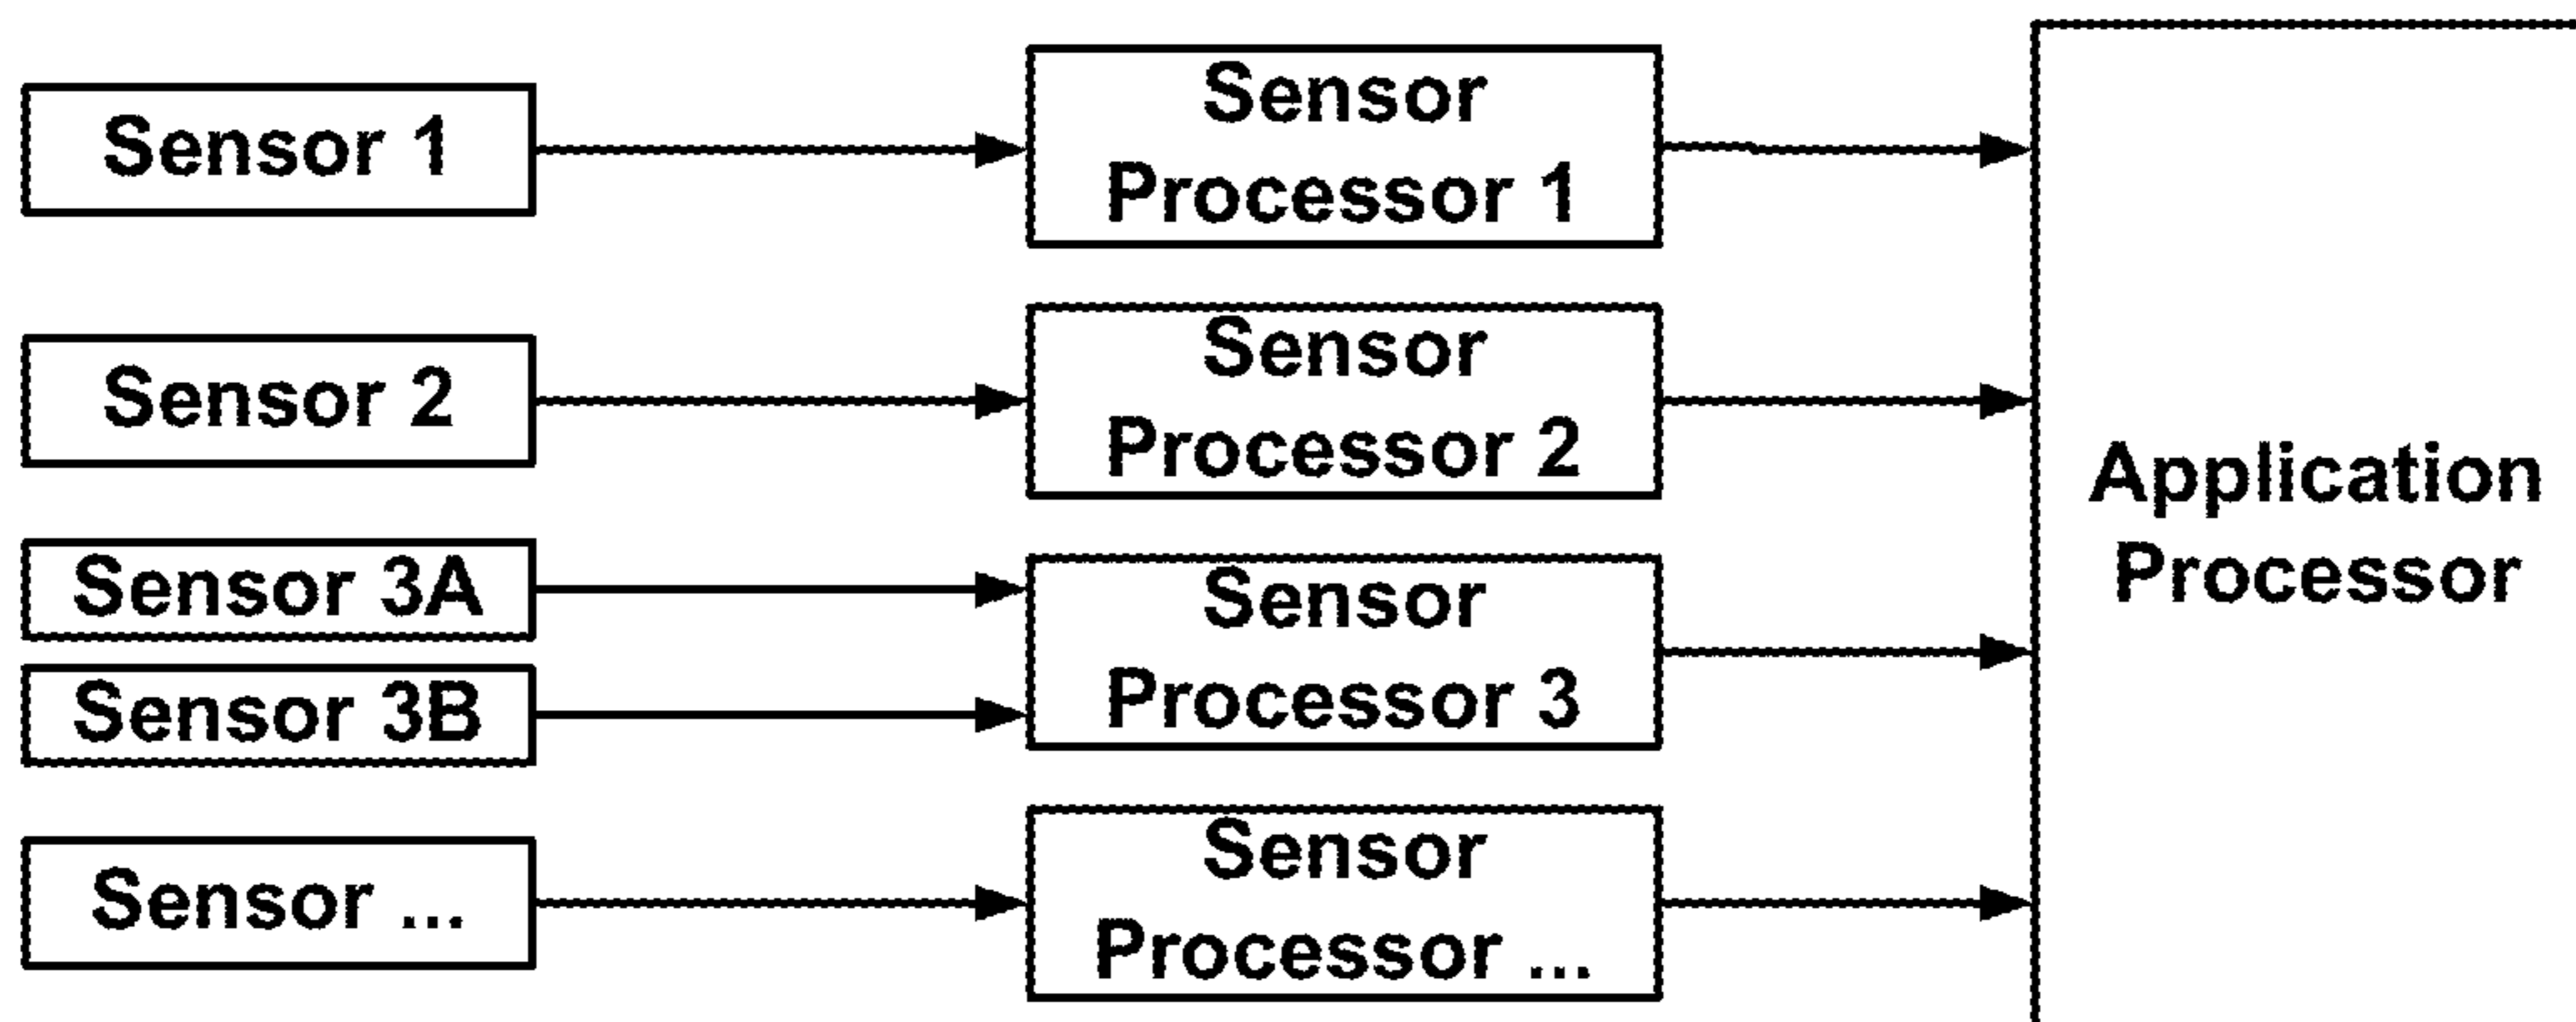 Sensor 1
Sensor
Processor 1
Sensor 2
Sensor
Processor 2
Sensor 3A
Sensor 3B
Sensor
Processor 3
Sensor ...
Sensor
Processor ...
Application
Processor